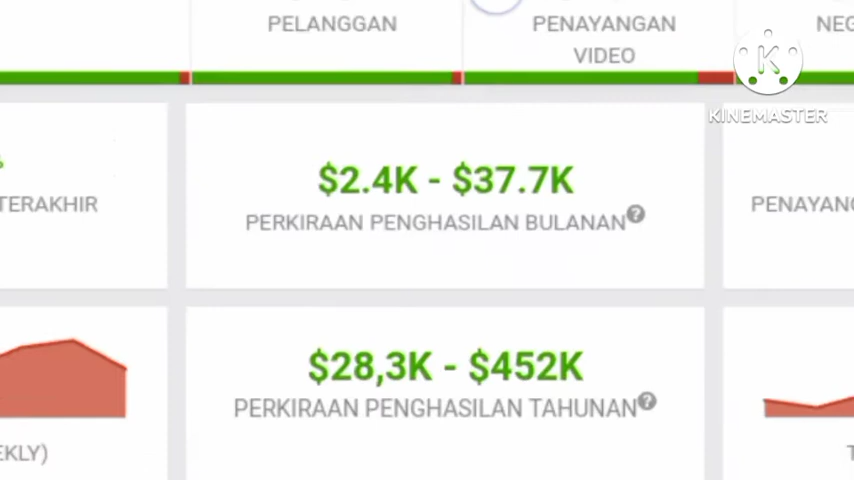 PELANGGAN
PENAYANGAN
VIDEO
NEG
KINEMASTER
$2.4K - $37.7K
TERAKHIR
PERKIRAAN PENGHASILAN BULANAN
PENAYANG
$28,3K - $452K
PERKIRAAN PENGHASILAN TAHUNAN
EKLY)
T